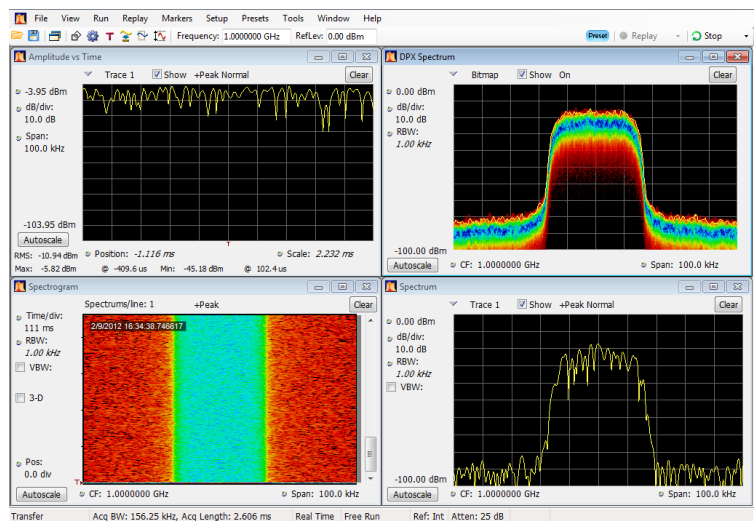 File View Run Replay Markers Setup Presets Tools Window Help
Frequency: 1.0000000 GHz RefLev: 0.00 dBm Preset Replay Stop
Amplitude vs Time
Trace 1 Show +Peak Normal Clear
-3.95 dBm
dB/div:
10.0 dB
Span:
100.0 kHz
-103.95 dBm
Autoscale
Position: -1.116 ms Scale: 2.232 ms
RMS: -10.94 dBm
Max: -5.82 dBm @ -409.6 us Min: -45.18 dBm @ 102.4 us
DPX Spectrum
Bitmap Show On Clear
0.00 dBm
dB/div:
10.0 dB
RBW:
1.00 kHz
-100.00 dBm
Autoscale CF: 1.0000000 GHz Span: 100.0 kHz
Spectrogram
Spectrums/line: 1 +Peak Clear
Time/div:
111 ms
RBW:
1.00 kHz
VBW:
3-D
Pos:
0.0 div
2/9/2012 16:34:38.746617
Autoscale CF: 1.0000000 GHz Span: 100.0 kHz
Spectrum
Trace 1 Show +Peak Normal Clear
0.00 dBm
dB/div:
10.0 dB
RBW:
1.00 kHz
VBW:
-100.00 dBm
Autoscale CF: 1.0000000 GHz Span: 100.0 kHz
Transfer Acq BW: 156.25 kHz, Acq Length: 2.606 ms Real Time Free Run Ref: Int Atten: 25 dB